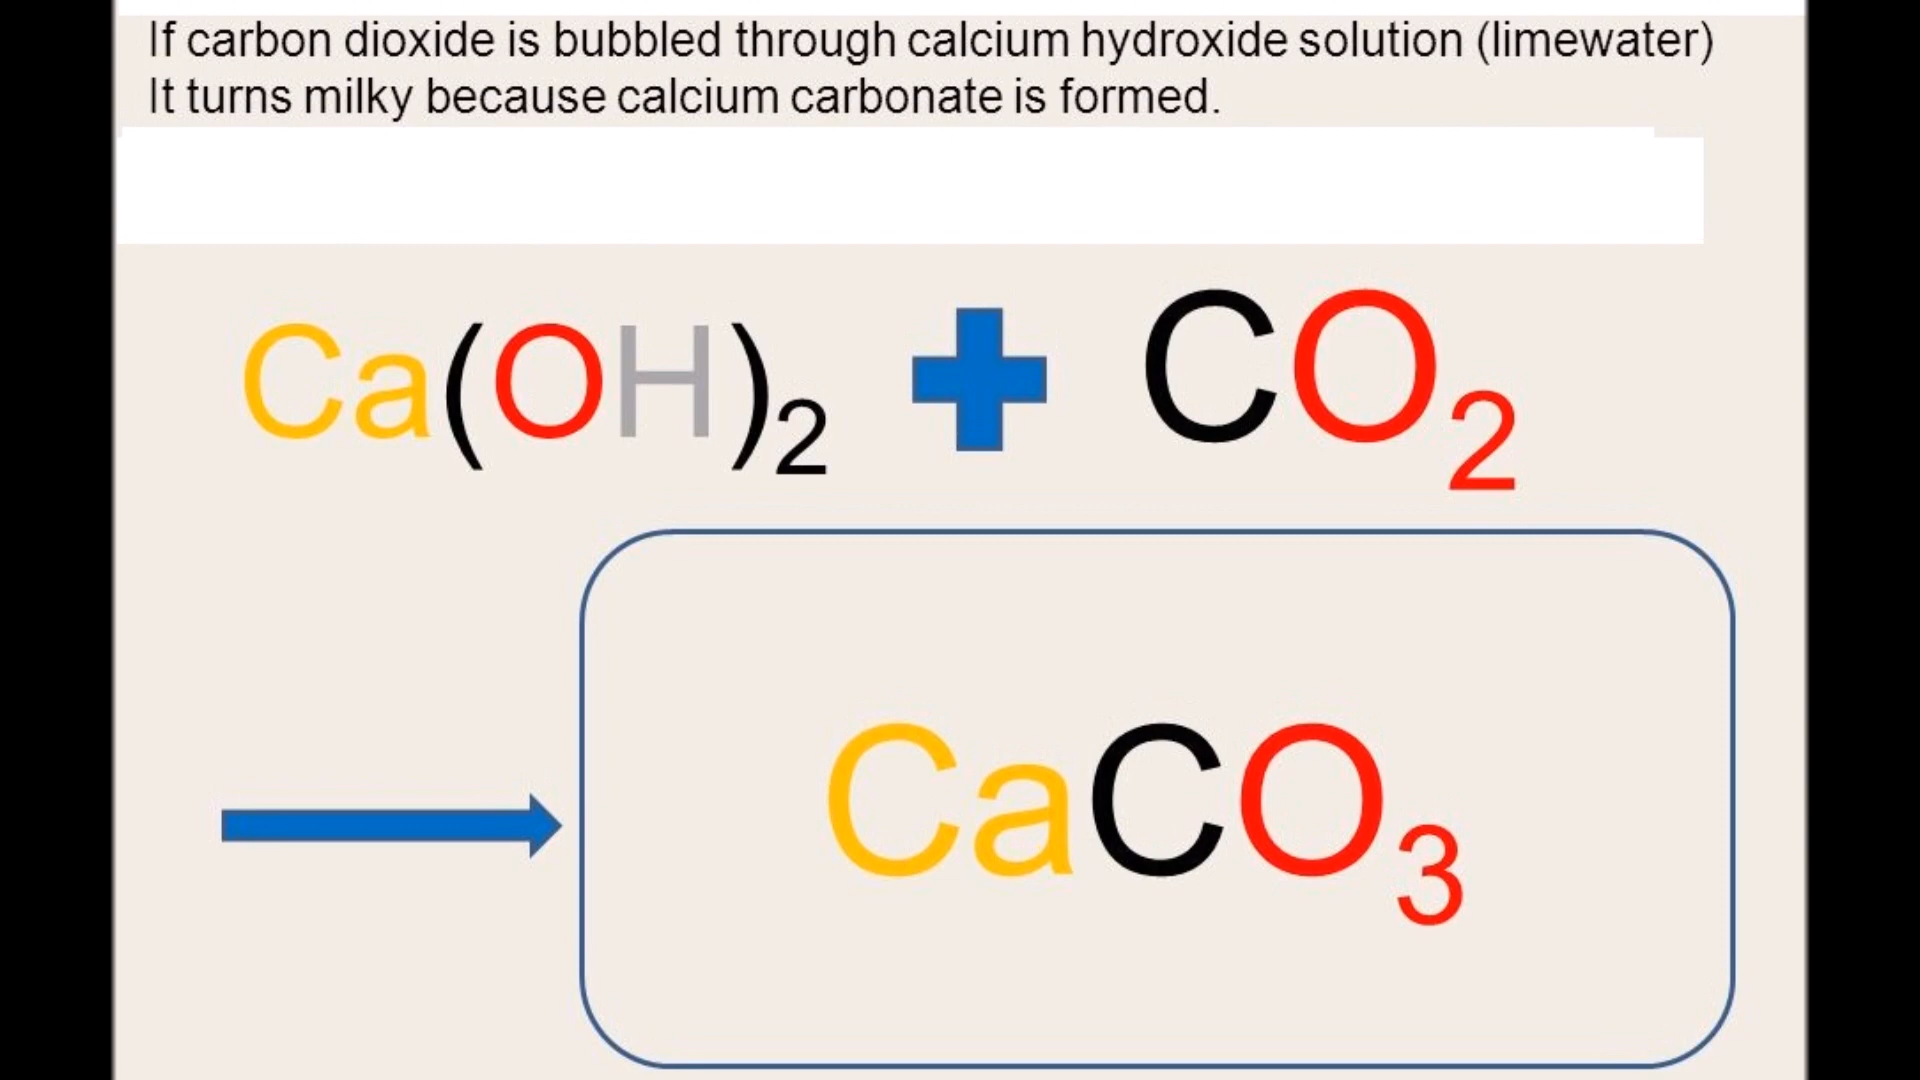 If carbon dioxide is bubbled through calcium hydroxide solution (limewater)
It turns milky because calcium carbonate is formed.
Ca(OH)₂ + CO₂
CaCO₃